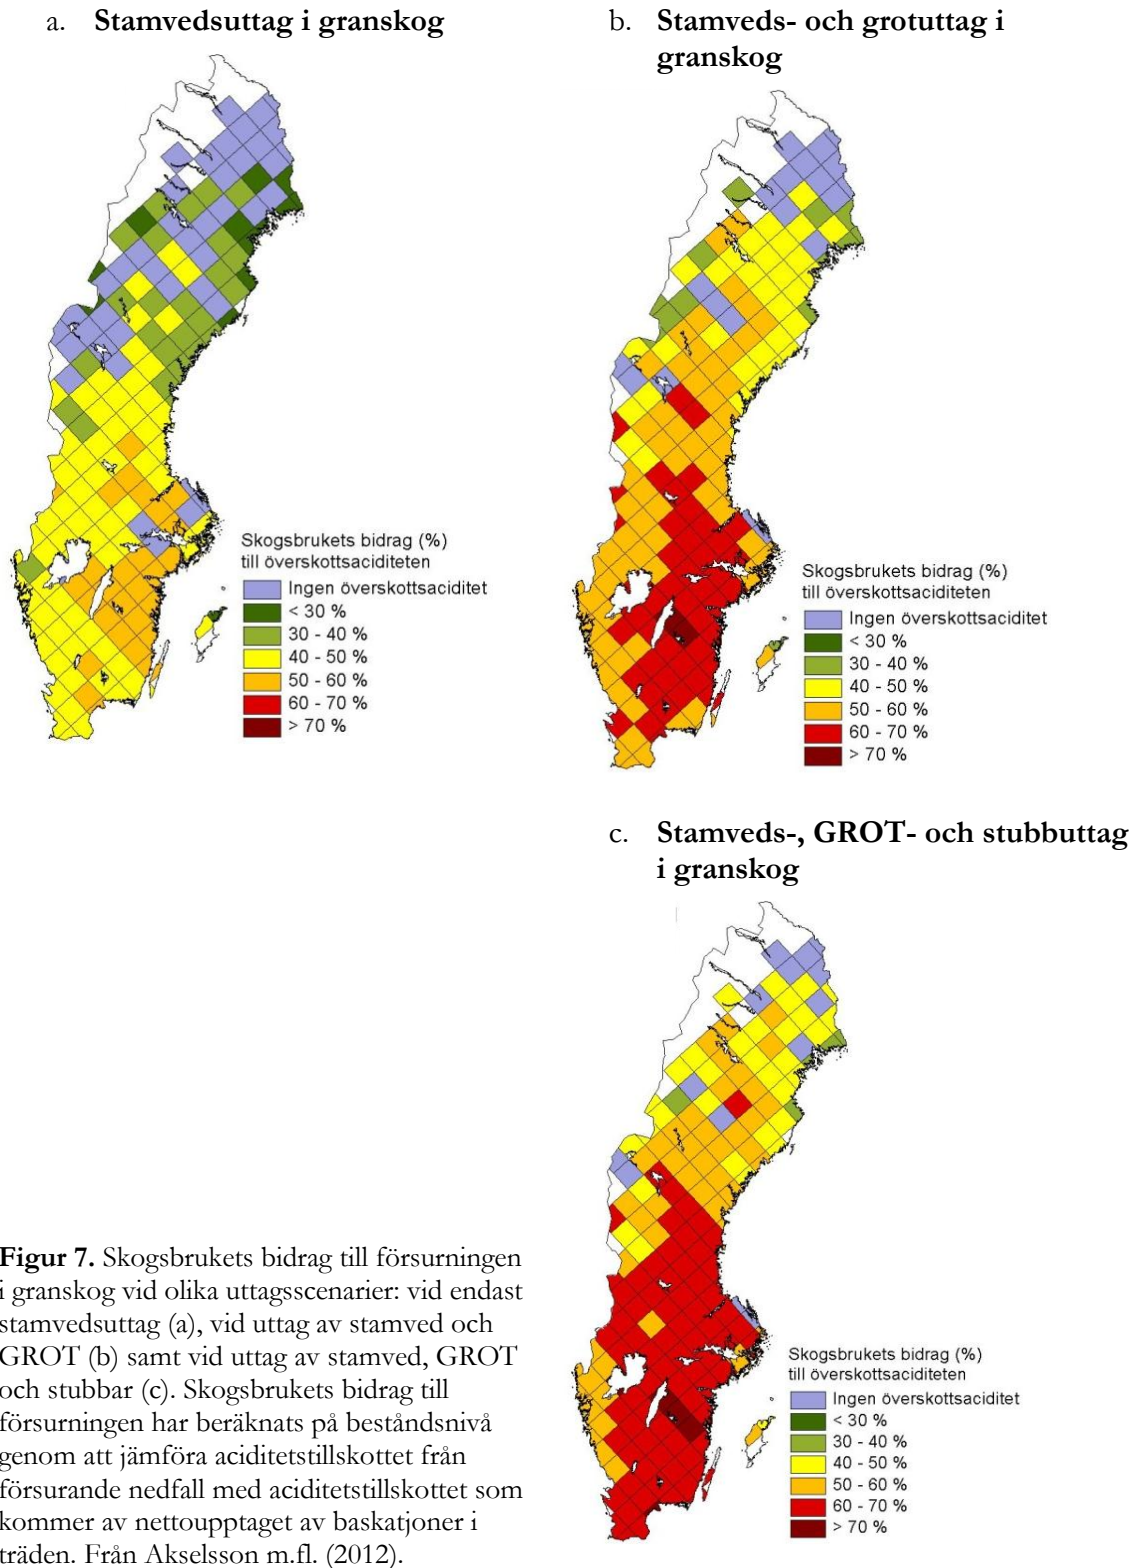 a. Stamvedsuttag i granskog
b. Stamveds- och grotuttag i
granskog
Skogsbrukets bidrag (%)
till överskottsaciditeten
Ingen överskottsaciditet
< 30 %
30 - 40 %
40 - 50 %
50 - 60 %
60 - 70 %
> 70 %
Skogsbrukets bidrag (%)
till överskottsaciditeten
Ingen överskottsaciditet
< 30 %
30 - 40 %
40 - 50 %
50 - 60 %
60 - 70 %
> 70 %
c. Stamveds-, GROT- och stubbuttag
i granskog
Skogsbrukets bidrag (%)
till överskottsaciditeten
Ingen överskottsaciditet
< 30 %
30 - 40 %
40 - 50 %
50 - 60 %
60 - 70 %
> 70 %
Figur 7. Skogsbrukets bidrag till försurningen
i granskog vid olika uttagsscenarier: vid endast
stamvedsuttag (a), vid uttag av stamved och
GROT (b) samt vid uttag av stamved, GROT
och stubbar (c). Skogsbrukets bidrag till
försurningen har beräknats på beståndsnivå
genom att jämföra aciditetstillskottet från
försurande nedfall med aciditetstillskottet som
kommer av nettoupptaget av baskatjoner i
träden. Från Akselsson m.fl. (2012).